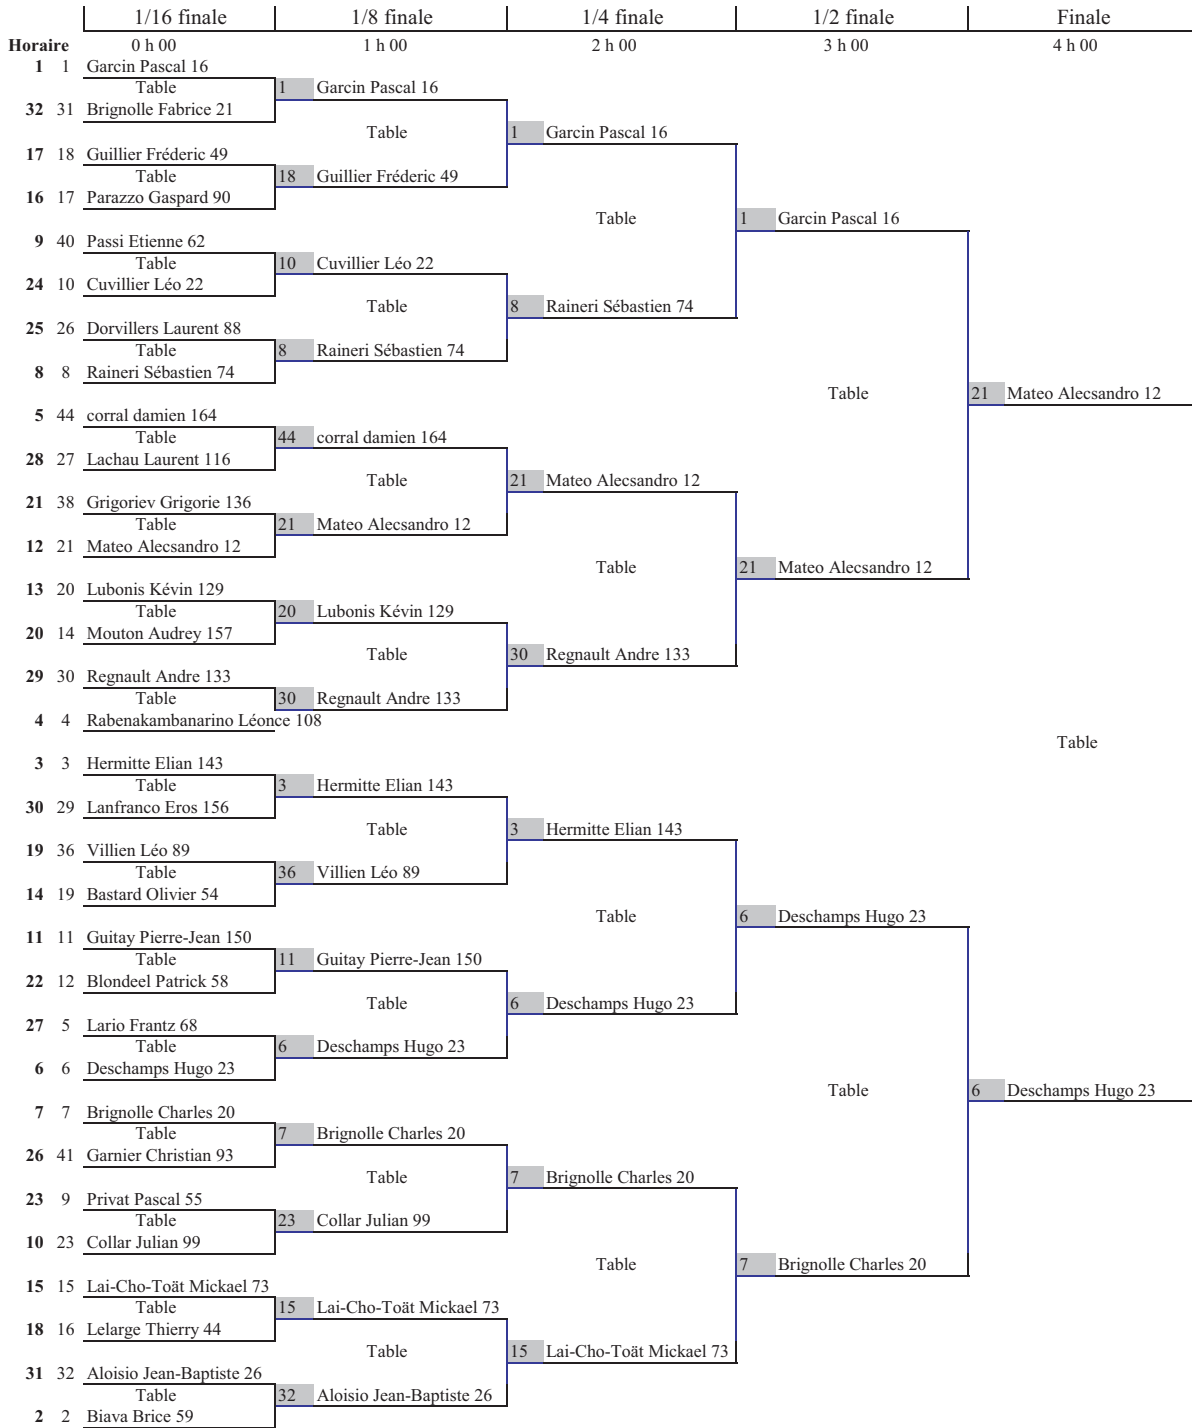 1/16 finale 1/8 finale 1/4 finale 1/2 finale Finale
Horaire 0 h 00 1 h 00 2 h 00 3 h 00 4 h 00
1 1 Garcin Pascal 16
Table 1 Garcin Pascal 16
32 31 Brignolle Fabrice 21
Table 1 Garcin Pascal 16
17 18 Guillier Fréderic 49
Table 18 Guillier Fréderic 49
16 17 Parazzo Gaspard 90
Table 1 Garcin Pascal 16
9 40 Passi Etienne 62
Table 10 Cuvillier Léo 22
24 10 Cuvillier Léo 22
Table 8 Raineri Sébastien 74
25 26 Dorvillers Laurent 88
Table 8 Raineri Sébastien 74
8 8 Raineri Sébastien 74
Table 21 Mateo Alecsandro 12
5 44 corral damien 164
Table 44 corral damien 164
28 27 Lachau Laurent 116
Table 21 Mateo Alecsandro 12
21 38 Grigoriev Grigorie 136
Table 21 Mateo Alecsandro 12
12 21 Mateo Alecsandro 12
Table 21 Mateo Alecsandro 12
13 20 Lubonis Kévin 129
Table 20 Lubonis Kévin 129
20 14 Mouton Audrey 157
Table 30 Regnault Andre 133
29 30 Regnault Andre 133
Table 30 Regnault Andre 133
4 4 Rabenakambanarino Léonce 108
Table
3 3 Hermitte Elian 143
Table 3 Hermitte Elian 143
30 29 Lanfranco Eros 156
Table 3 Hermitte Elian 143
19 36 Villien Léo 89
Table 36 Villien Léo 89
14 19 Bastard Olivier 54
Table 6 Deschamps Hugo 23
11 11 Guitay Pierre-Jean 150
Table 11 Guitay Pierre-Jean 150
22 12 Blondeel Patrick 58
Table 6 Deschamps Hugo 23
27 5 Lario Frantz 68
Table 6 Deschamps Hugo 23
6 6 Deschamps Hugo 23
Table 6 Deschamps Hugo 23
7 7 Brignolle Charles 20
Table 7 Brignolle Charles 20
26 41 Garnier Christian 93
Table 7 Brignolle Charles 20
23 9 Privat Pascal 55
Table 23 Collar Julian 99
10 23 Collar Julian 99
Table 7 Brignolle Charles 20
15 15 Lai-Cho-Toät Mickael 73
Table 15 Lai-Cho-Toät Mickael 73
18 16 Lelarge Thierry 44
Table 15 Lai-Cho-Toät Mickael 73
31 32 Aloisio Jean-Baptiste 26
Table 32 Aloisio Jean-Baptiste 26
2 2 Biava Brice 59